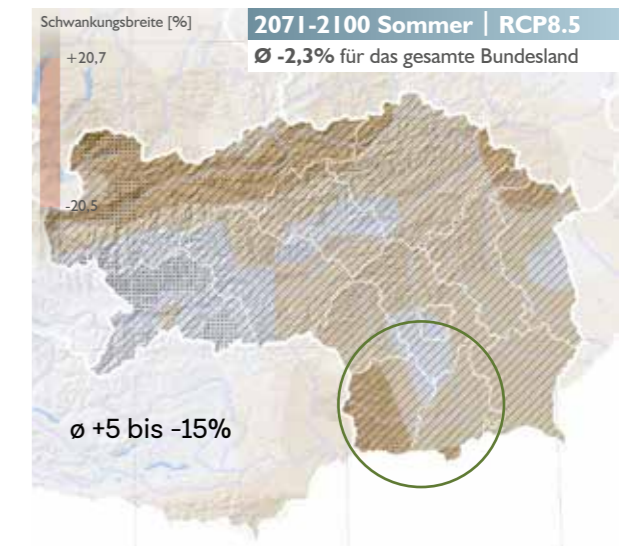 Schwankungsbreite [%]
2071-2100 Sommer | RCP8.5
Ø -2,3% für das gesamte Bundesland
+20,7
-20,5
ø +5 bis -15%